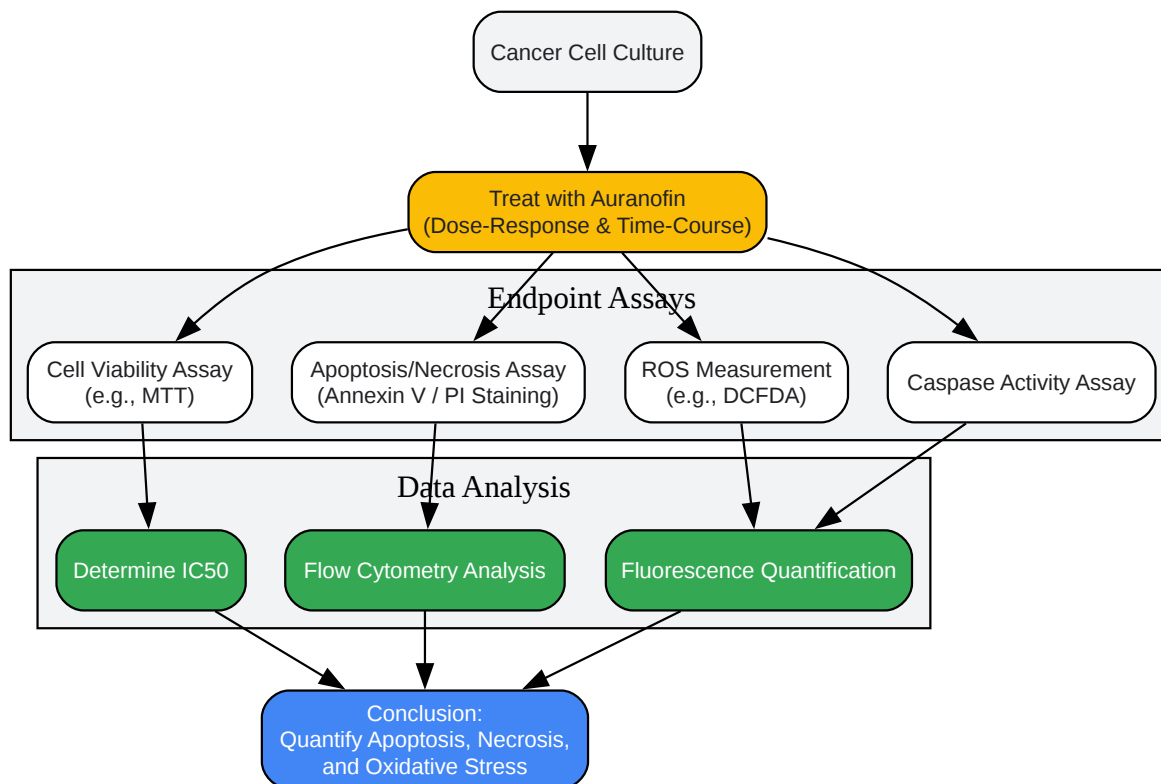 Cancer Cell Culture
Treat with Auranofin
(Dose-Response & Time-Course)
Endpoint Assays
Cell Viability Assay
(e.g., MTT)
Apoptosis/Necrosis Assay
(Annexin V / PI Staining)
ROS Measurement
(e.g., DCFDA)
Caspase Activity Assay
Data Analysis
Determine IC50
Flow Cytometry Analysis
Fluorescence Quantification
Conclusion:
Quantify Apoptosis, Necrosis,
and Oxidative Stress